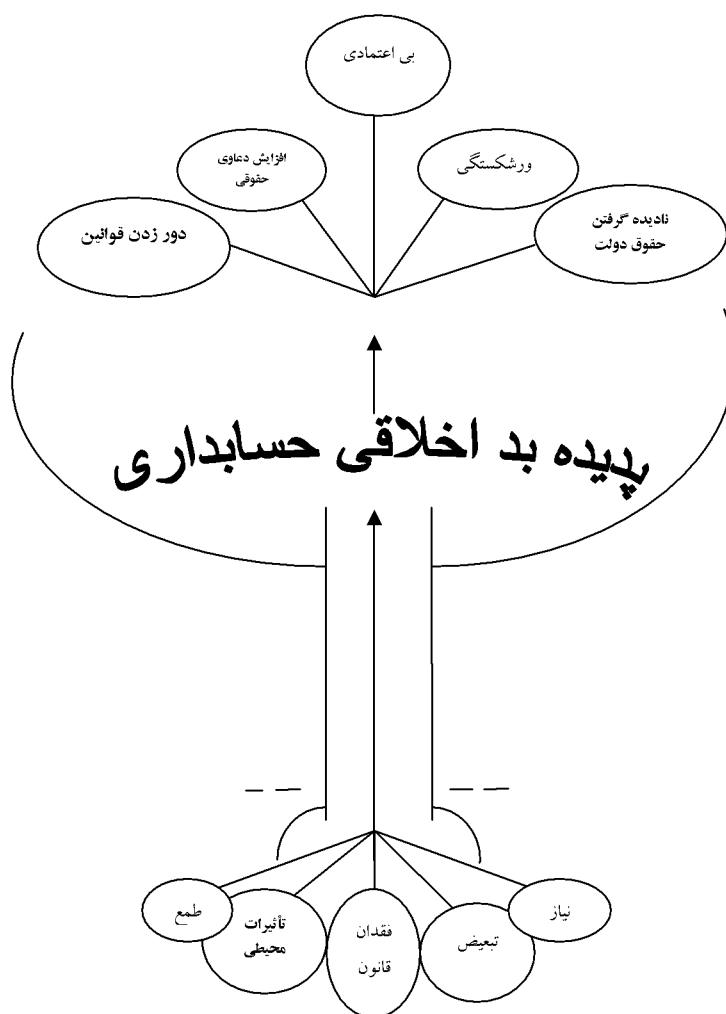 بی اعتمادی
ورشکستگی
افزایش دعاوی
حقوقی
نادیده گرفتن
حقوق دولت
دور زدن قوانین
پدیده بد اخلاقی حسابداری
نیاز
تبعیض
فقدان
قانون
تأثیرات
محیطی
طمع